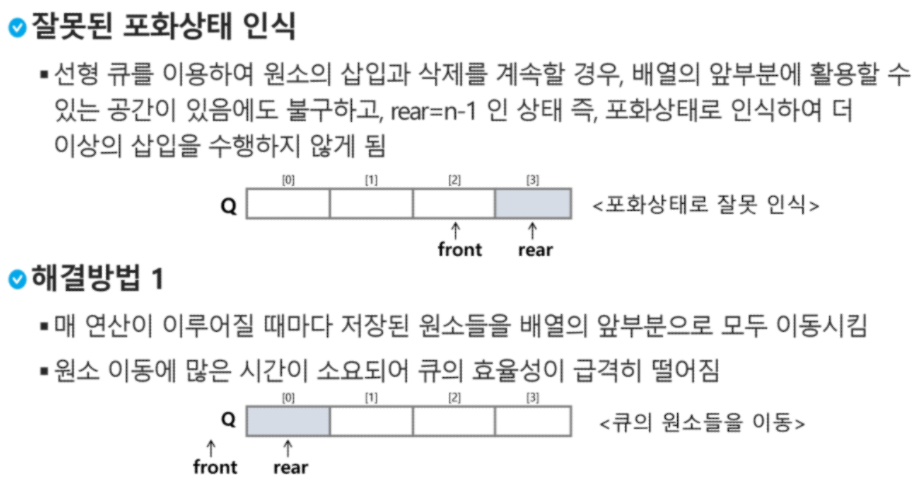 잘못된 포화상태 인식
▪ 선형 큐를 이용하여 원소의 삽입과 삭제를 계속할 경우, 배열의 앞부분에 활용할 수
있는 공간이 있음에도 불구하고, rear=n-1 인 상태 즉, 포화상태로 인식하여 더
이상의 삽입을 수행하지 않게 됨
[0] [1] [2] [3]
Q <포화상태로 잘못 인식>
front rear
해결방법 1
▪ 매 연산이 이루어질 때마다 저장된 원소들을 배열의 앞부분으로 모두 이동시킴
▪ 원소 이동에 많은 시간이 소요되어 큐의 효율성이 급격히 떨어짐
[0] [1] [2] [3]
Q <큐의 원소들을 이동>
front rear